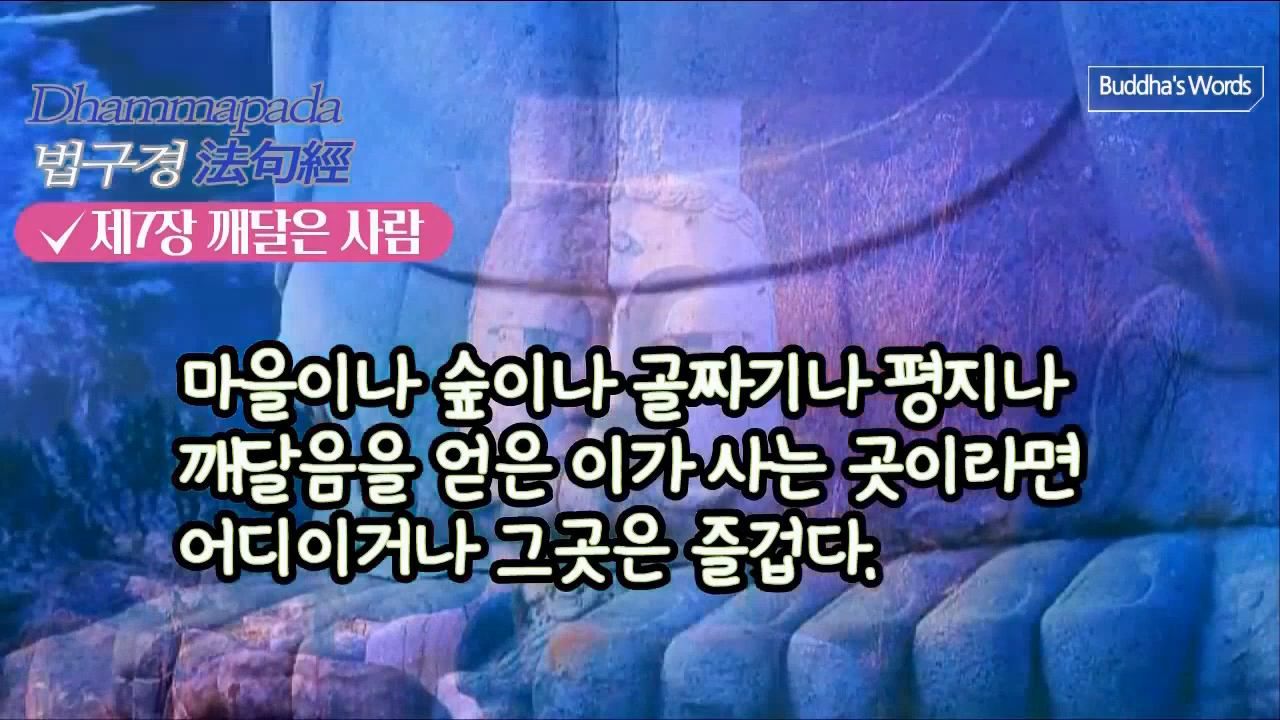 Dhammapada
법구경 法句經
제7장 깨달은 사람
Buddha's Words
마을이나 숲이나 골짜기나 평지나
깨달음을 얻은 이가 사는 곳이라면
어디이거나 그곳은 즐겁다.